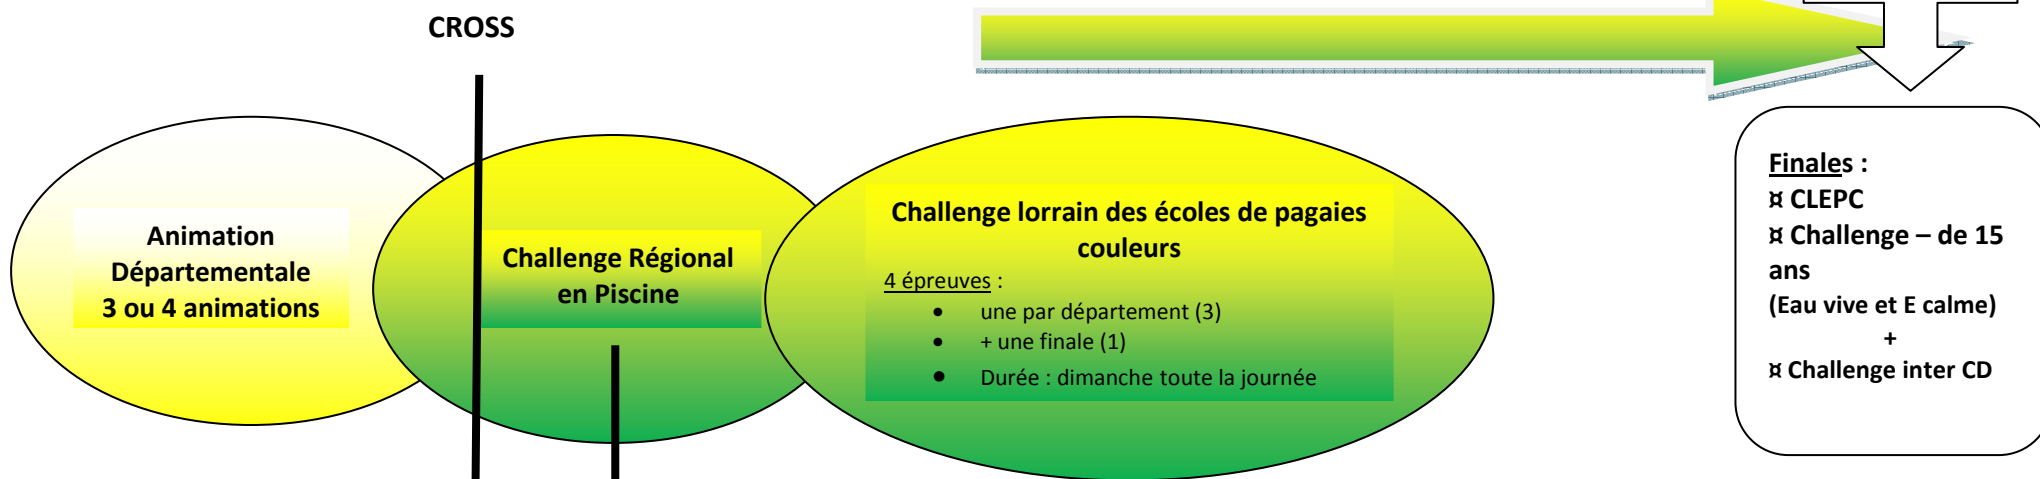 CROSS
Animation
Départementale
3 ou 4 animations
Challenge Régional
en Piscine
Challenge lorrain des écoles de pagaies
couleurs
4 épreuves :
• une par département (3)
• + une finale (1)
• Durée : dimanche toute la journée
Finales :
¤ CLEPC
¤ Challenge – de 15
ans
(Eau vive et E calme)
+
¤ Challenge inter CD